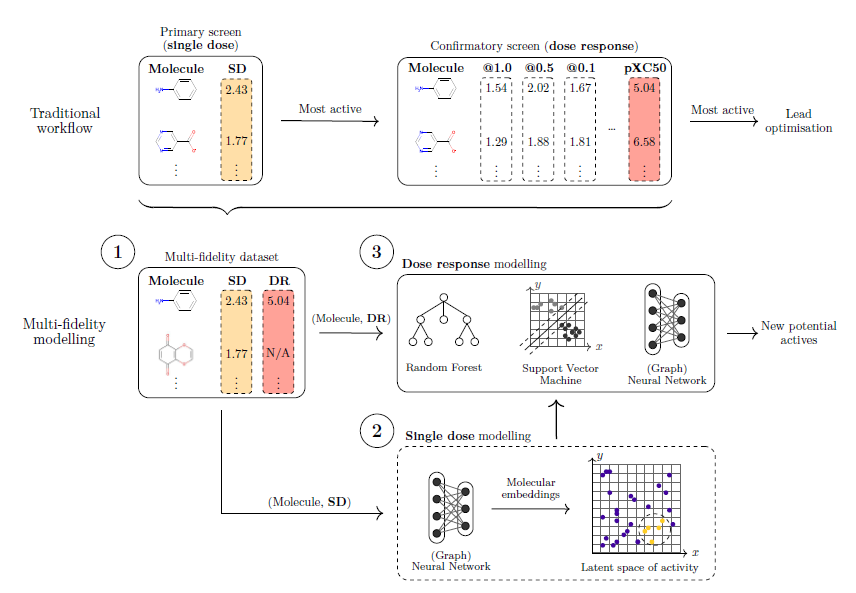 Primary screen
(single dose)
Molecule SD
2.43
1.77
⋮ ⋮
Traditional
workflow
Most active
Confirmatory screen (dose response)
Molecule @1.0 @0.5 @0.1 pXC50
1.54 2.02 1.67 5.04
...
1.29 1.88 1.81 6.58
⋮ ⋮ ⋮ ⋮ ⋮
Most active
Lead
optimisation
1
Multi-fidelity dataset
Molecule SD DR
2.43 5.04
1.77 N/A
⋮ ⋮ ⋮
Multi-fidelity
modelling
(Molecule, DR)
3
Dose response modelling
y
x
Random Forest
Support Vector
Machine
(Graph)
Neural Network
New potential
actives
(Molecule, SD)
2
Single dose modelling
(Graph)
Neural Network
Molecular
embeddings
y
x
Latent space of activity